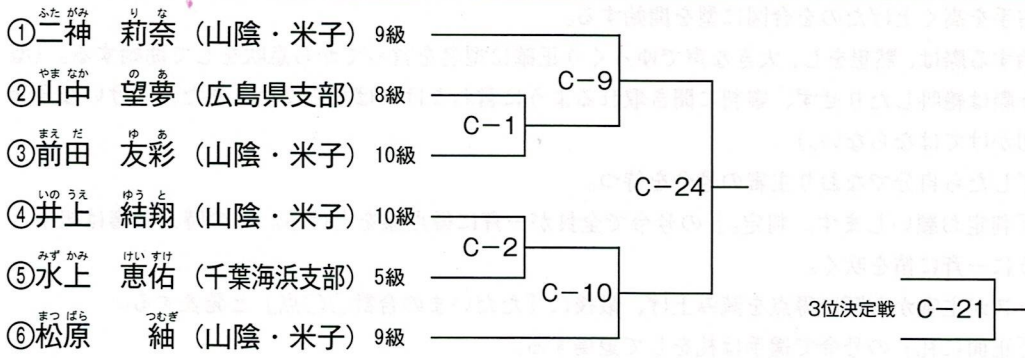 ふた がみ り な
①二神 莉奈 (山陰・米子) 9級
C-9
やま なか の あ
②山中 望夢 (広島県支部) 8級
C-1
まえ だ ゆ あ
③前田 友彩 (山陰・米子) 10級
C-24
いの うえ ゆう と
④井上 結翔 (山陰・米子) 10級
C-2
みず かみ けい すけ
⑤水上 恵佑 (千葉海浜支部) 5級
C-10
3位決定戦 C-21
まつ ばら つむぎ
⑥松原 紬 (山陰・米子) 9級